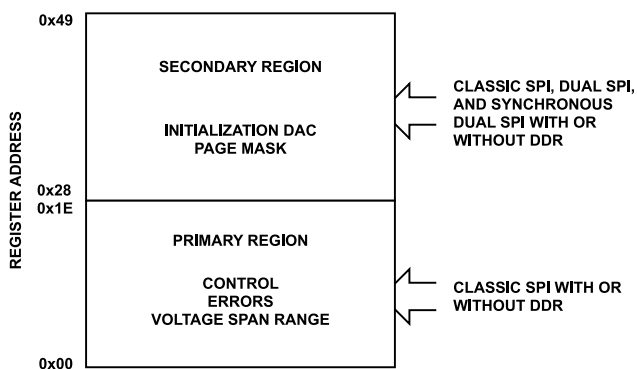 0x49
SECONDARY REGION
INITIALIZATION DAC
PAGE MASK
CLASSIC SPI, DUAL SPI,
AND SYNCHRONOUS
DUAL SPI WITH OR
WITHOUT DDR
REGISTER ADDRESS
0x28
0x1E
PRIMARY REGION
CONTROL
ERRORS
VOLTAGE SPAN RANGE
CLASSIC SPI WITH OR
WITHOUT DDR
0x00